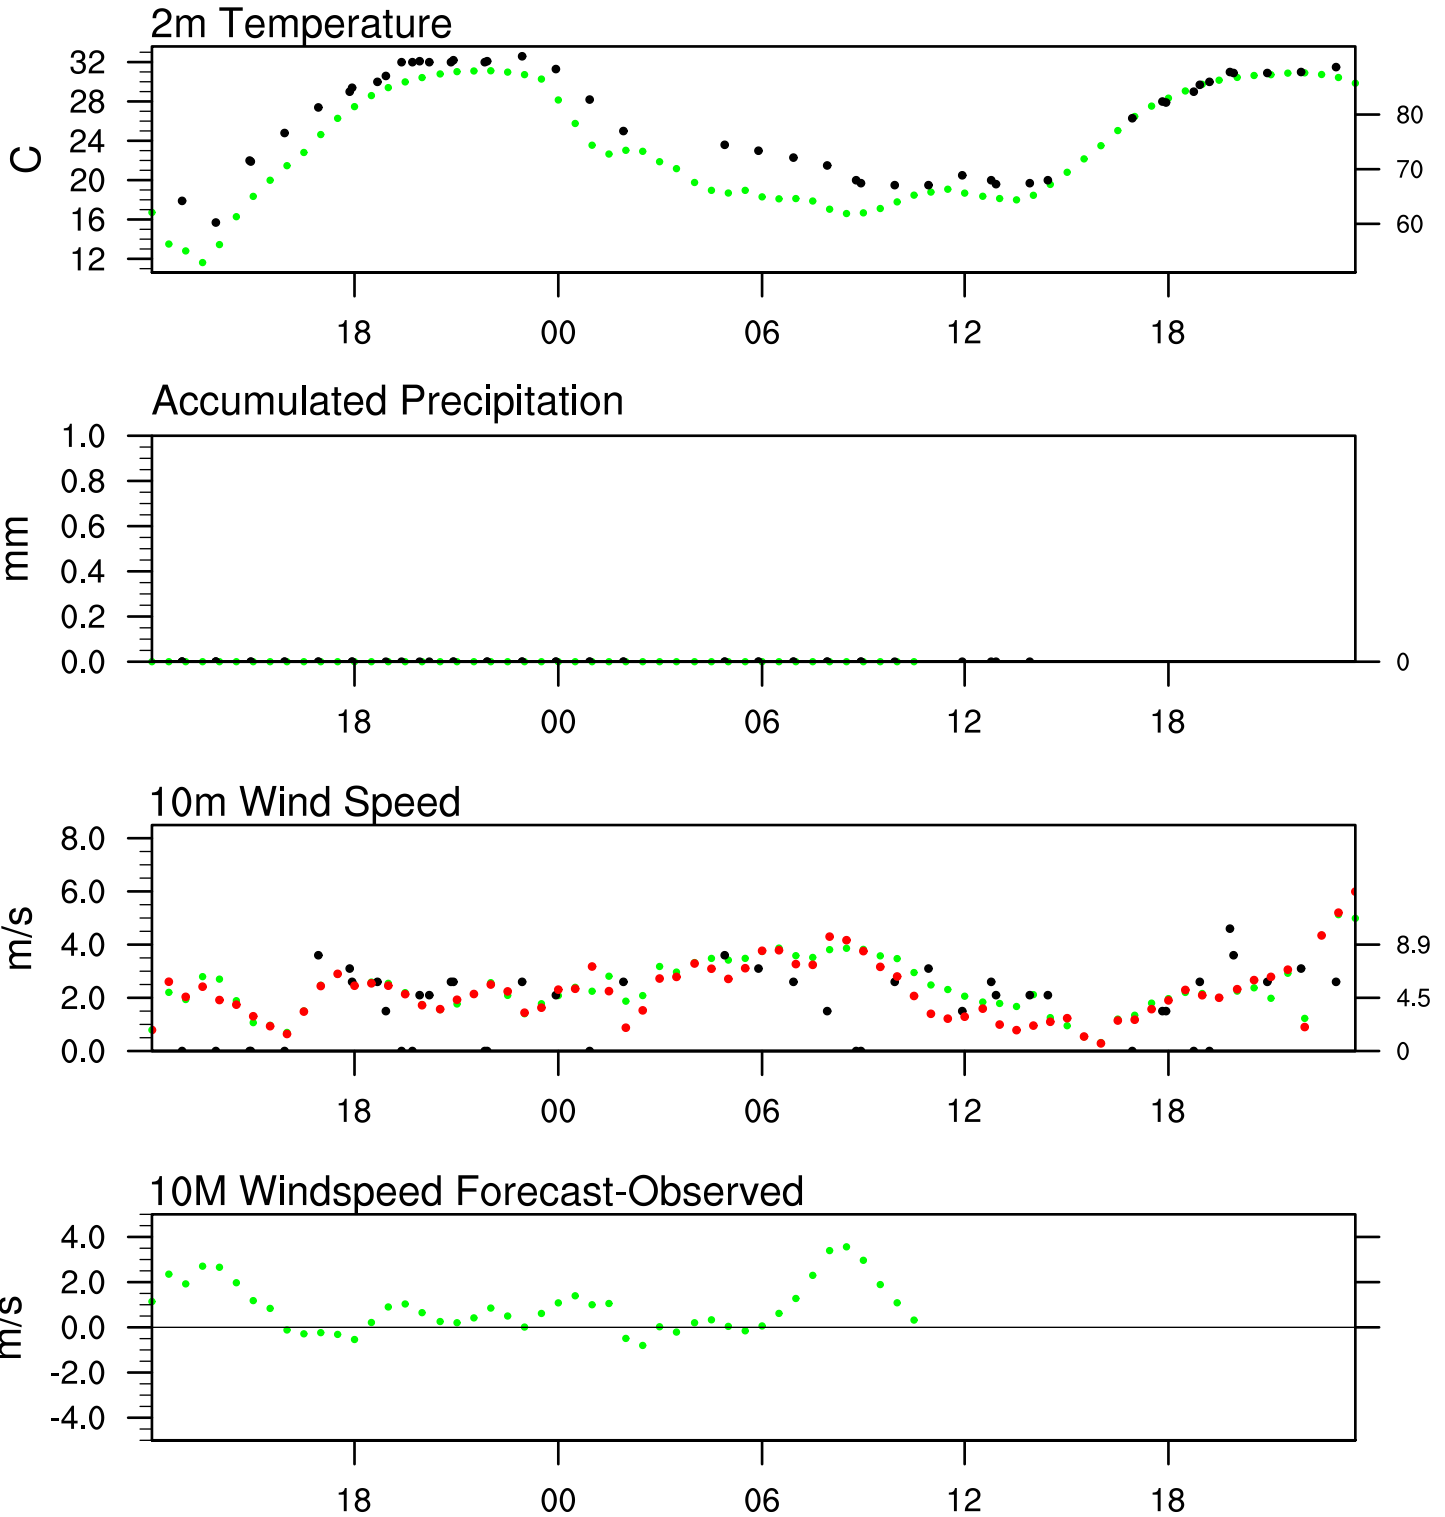 2m Temperature
32
28
24
20
16
12
C
80
70
60
18 00 06 12 18
Accumulated Precipitation
1.0
0.8
0.6
0.4
0.2
0.0
mm
0
18 00 06 12 18
10m Wind Speed
8.0
6.0
4.0
2.0
0.0
m/s
8.9
4.5
0
18 00 06 12 18
10M Windspeed Forecast-Observed
4.0
2.0
0.0
-2.0
-4.0
m/s
18 00 06 12 18